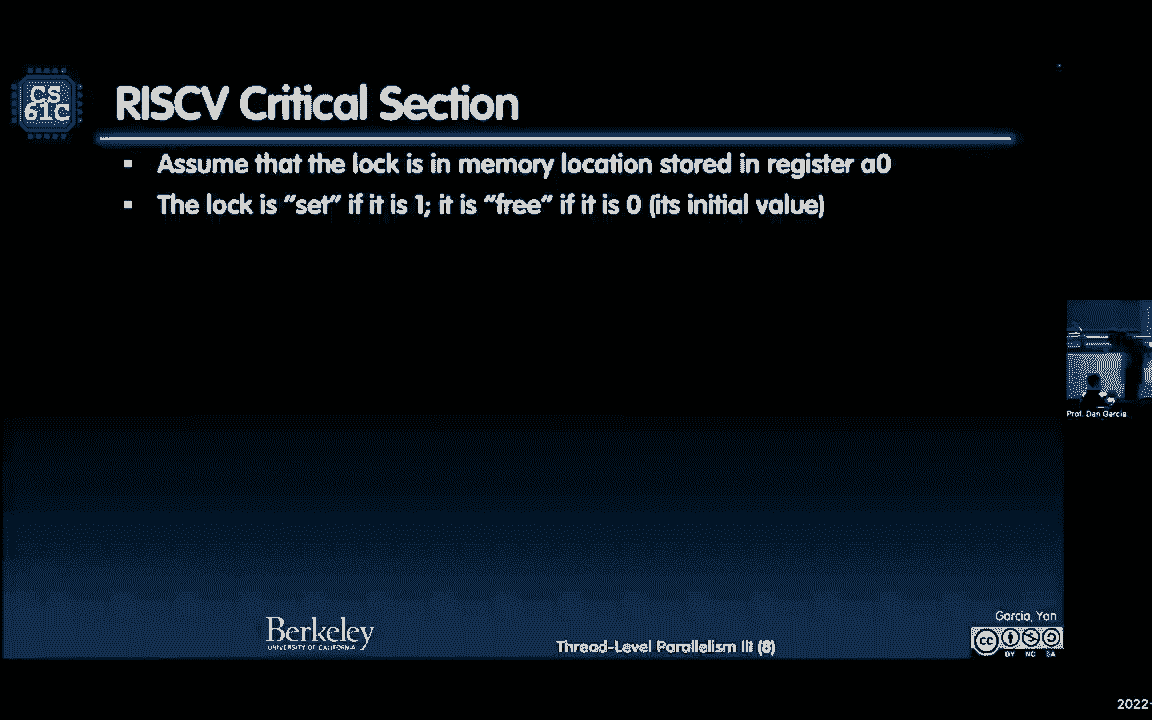 CS
61C
RISCV Critical Section
▪ Assume that the lock is in memory location stored in register a0
▪ The lock is “set” if it is 1; it is “free” if it is 0 (its initial value)
Prof. Dan Garcia
Garcia, Yan
Berkeley
UNIVERSITY OF CALIFORNIA
Thread-Level Parallelism III (8)
cc
BY NC SA
2022-